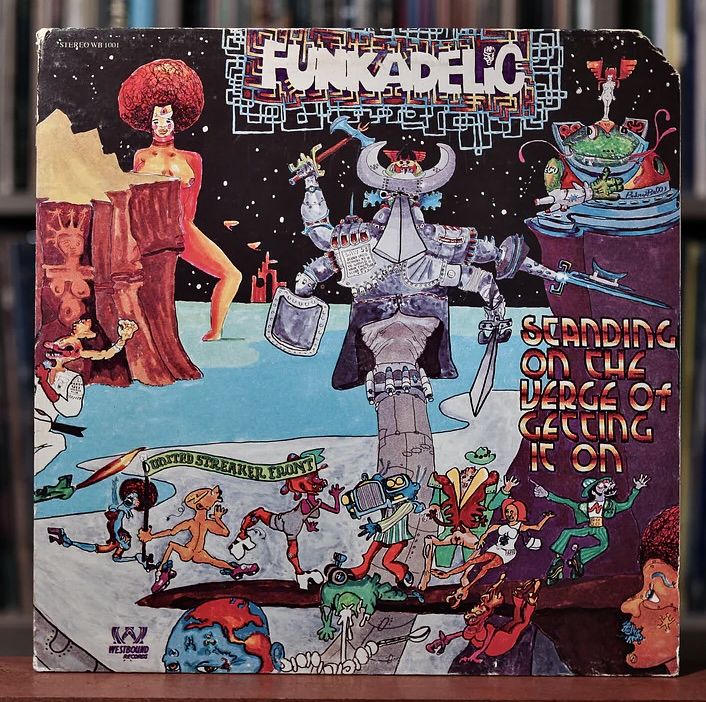 STEREO WB 1001
FUNKADELIC
STANDING
ON THE
VERGE OF
GETTING
IT ON
UNITED STREAKER FRONT
WESTBOUND
RECORDS